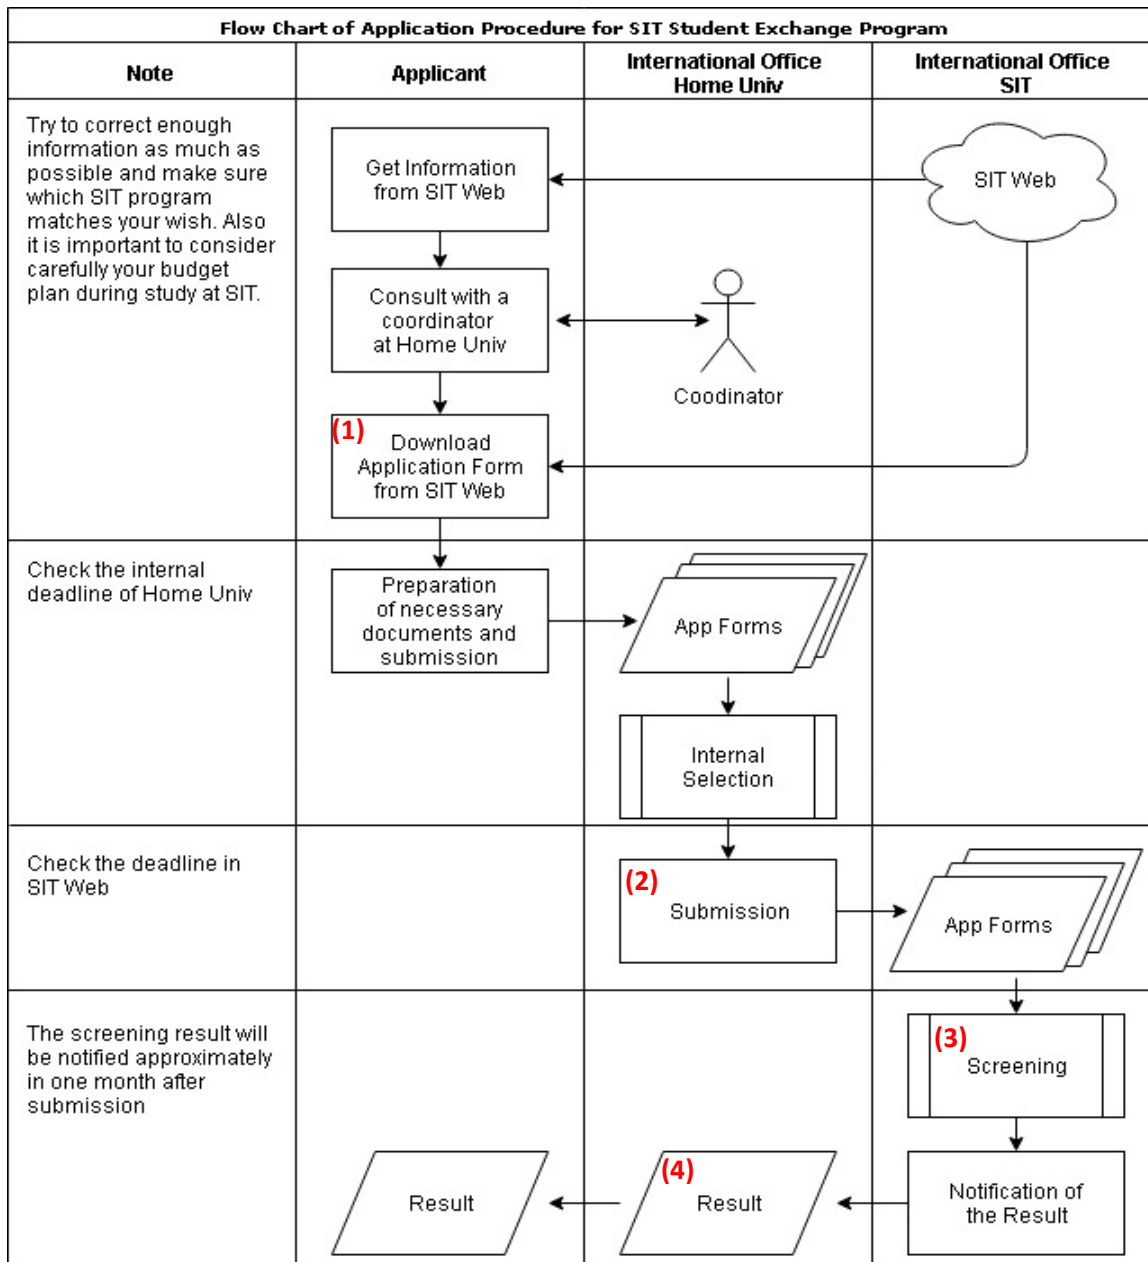 Flow Chart of Application Procedure for SIT Student Exchange Program
Note
Applicant
International Office
Home Univ
International Office
SIT
Try to correct enough
information as much as
possible and make sure
which SIT program
matches your wish. Also
it is important to consider
carefully your budget
plan during study at SIT.
Get Information
from SIT Web
SIT Web
Consult with a
coordinator
at Home Univ
Coodinator
(1)
Download
Application Form
from SIT Web
Check the internal
deadline of Home Univ
Preparation
of necessary
documents and
submission
App Forms
Internal
Selection
Check the deadline in
SIT Web
(2)
Submission
App Forms
The screening result will
be notified approximately
in one month after
submission
(3)
Screening
Result
(4)
Result
Notification of
the Result